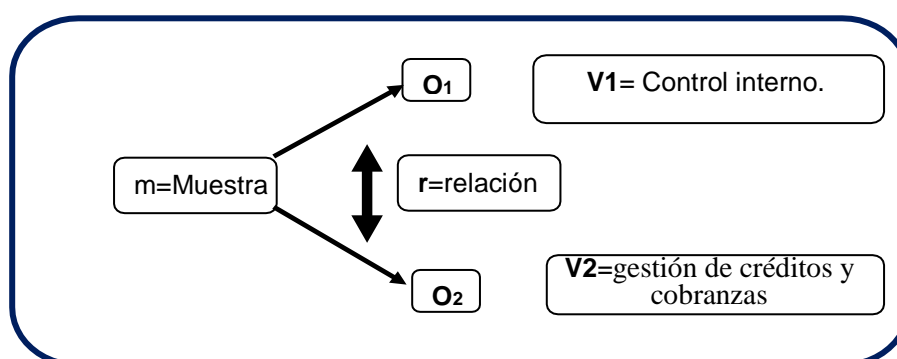 O1
V1= Control interno.
m=Muestra
r=relación
O2
V2=gestión de créditos y
cobranzas